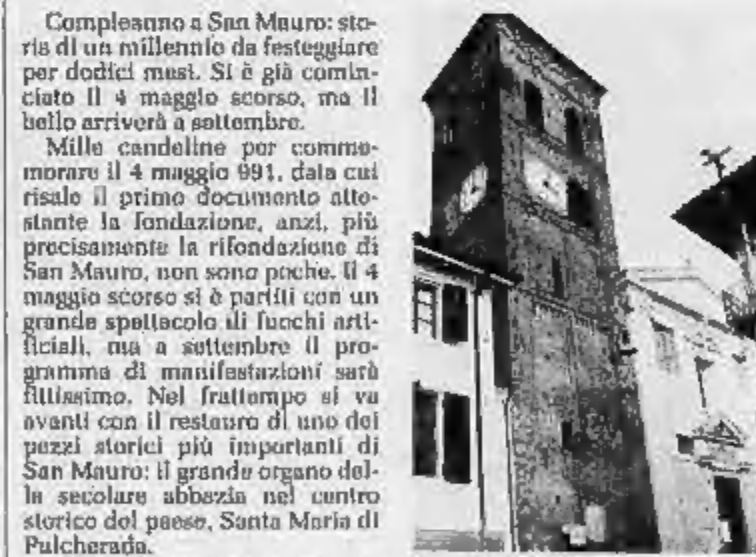 Compleanno a San Mauro: sto-
ria di un millennio da festeggiare
per dodici mesi. Si è già comin-
ciato il 4 maggio scorso, ma il
bello arriverà a settembre.
Mille candeline per comme-
morare il 4 maggio 991, data cui
risale il primo documento atte-
stante la fondazione, anzi, più
precisamente la rifondazione di
San Mauro, non sono poche. Il 4
maggio scorso si è partiti con un
grande spettacolo di fuochi arti-
ficiali, ma a settembre il pro-
gramma di manifestazioni sarà
fittissimo. Nel frattempo si va
avanti con il restauro di uno dei
pezzi storici più importanti di
San Mauro: il grande organo del-
la secolare abbazia nel centro
storico del paese, Santa Maria di
Pulcherada.